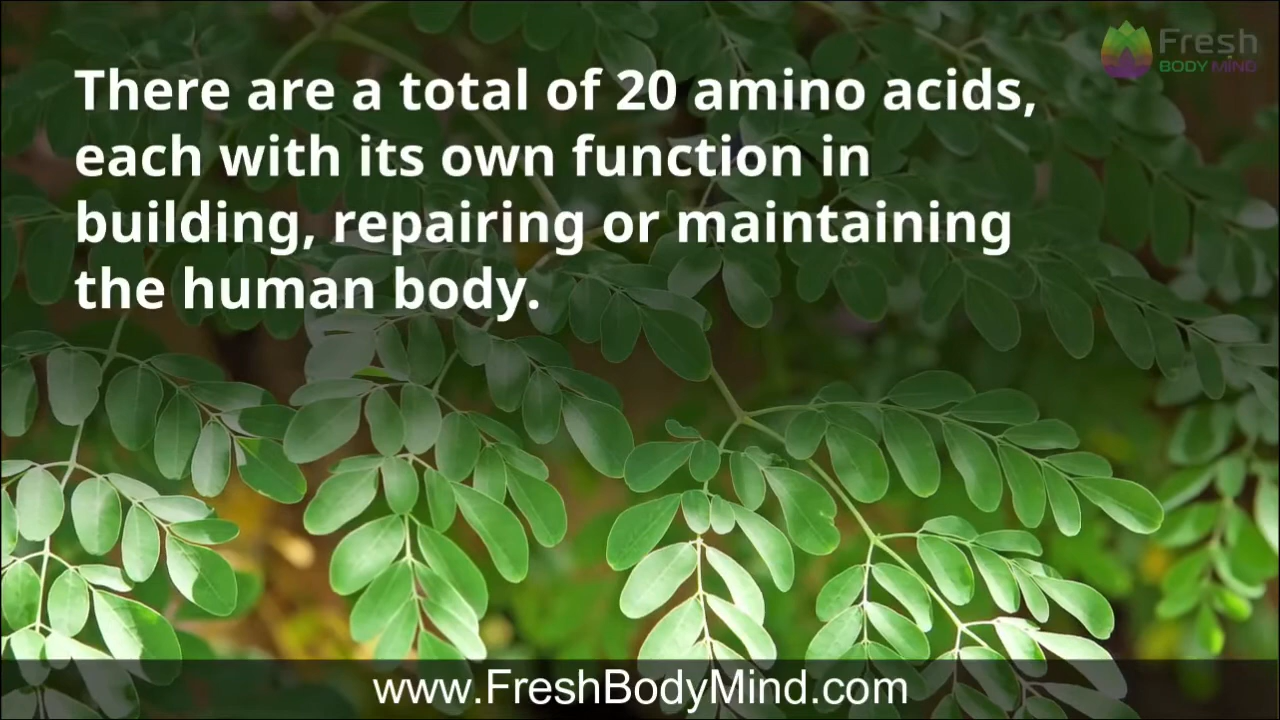 Fresh
BODY MIND
There are a total of 20 amino acids,
each with its own function in
building, repairing or maintaining
the human body.
www.FreshBodyMind.com